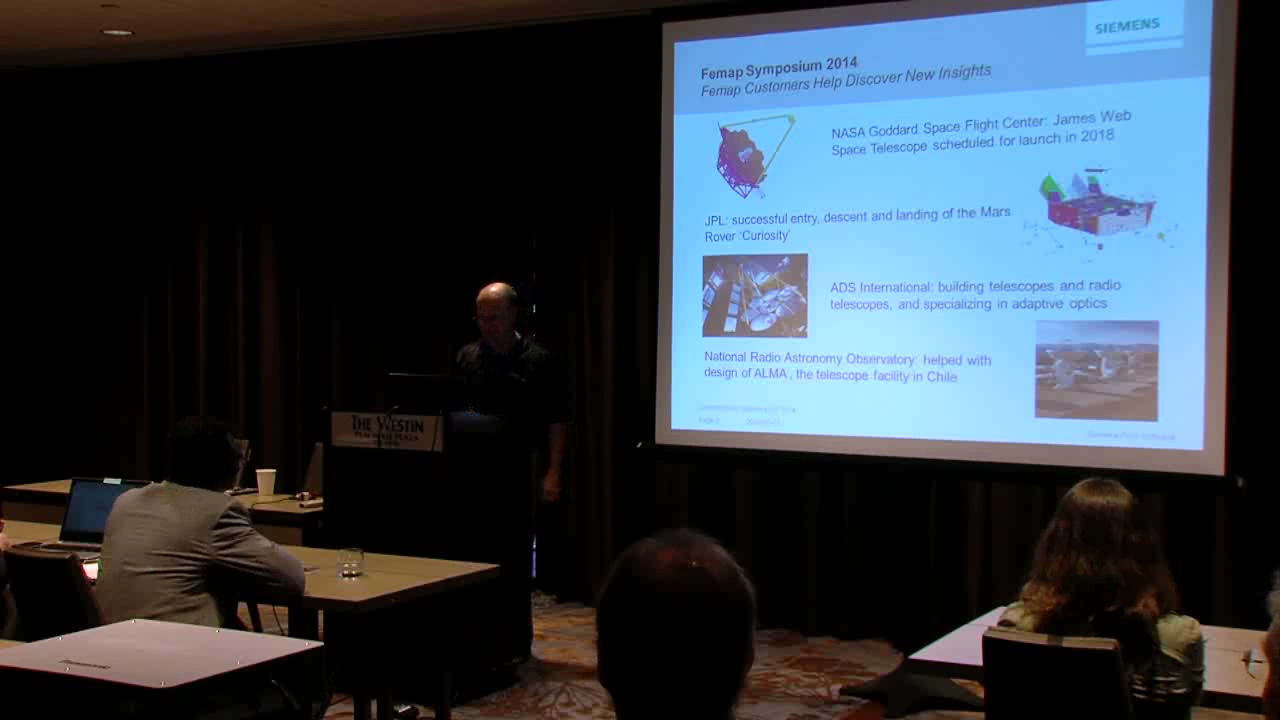 SIEMENS
Femap Symposium 2014
Femap Customers Help Discover New Insights
NASA Goddard Space Flight Center: James Web
Space Telescope scheduled for launch in 2018
JPL: successful entry, descent and landing of the Mars
Rover ‘Curiosity’
ADS International: building telescopes and radio
telescopes, and specializing in adaptive optics
National Radio Astronomy Observatory: helped with
design of ALMA , the telescope facility in Chile
THE WESTIN